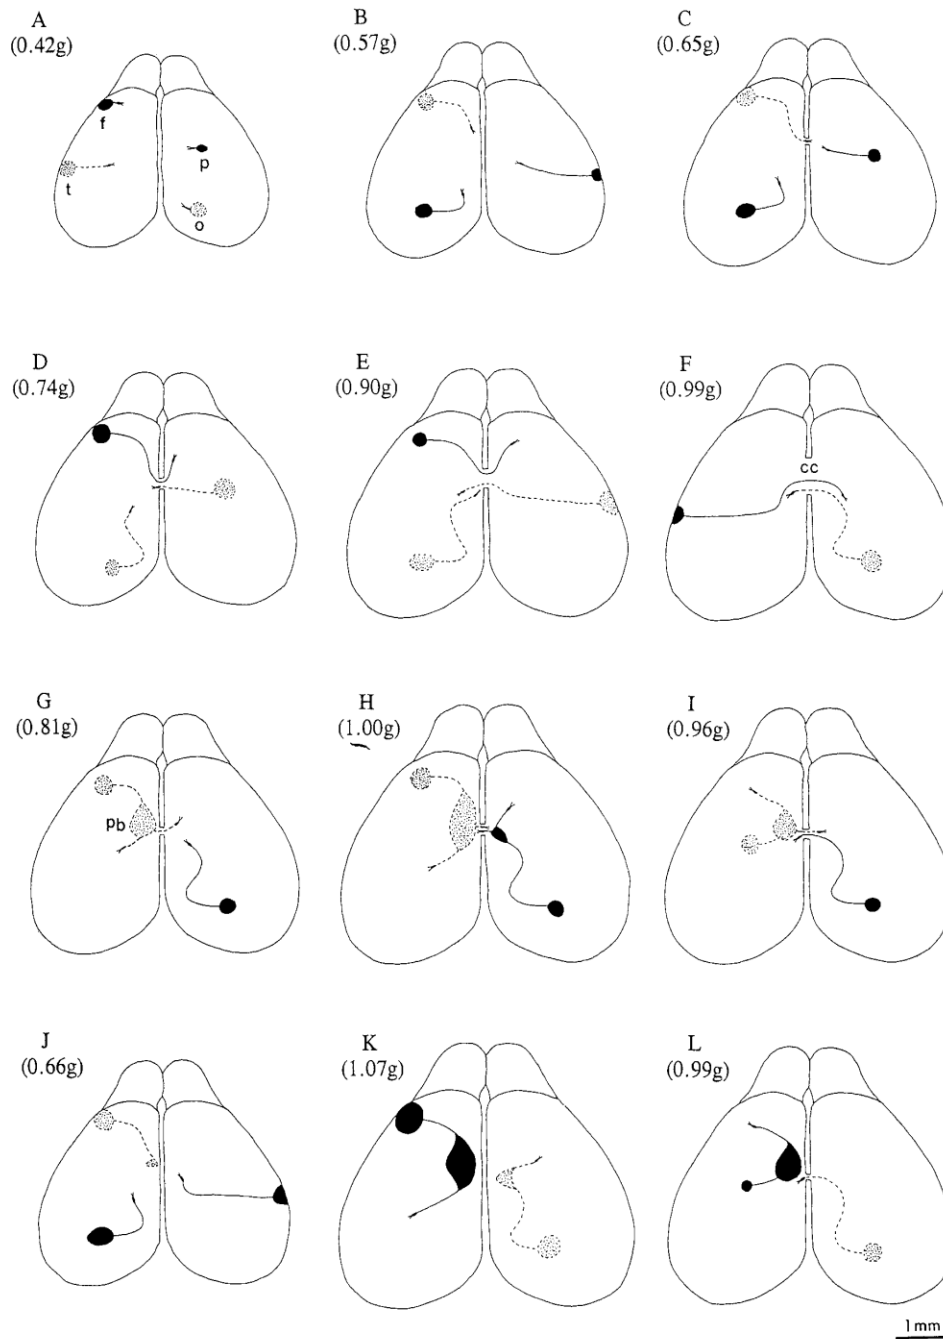 A
(0.42g)
B
(0.57g)
C
(0.65g)
f
t
p
o
D
(0.74g)
E
(0.90g)
F
(0.99g)
cc
G
(0.81g)
H
(1.00g)
I
(0.96g)
pb
J
(0.66g)
K
(1.07g)
L
(0.99g)
1mm